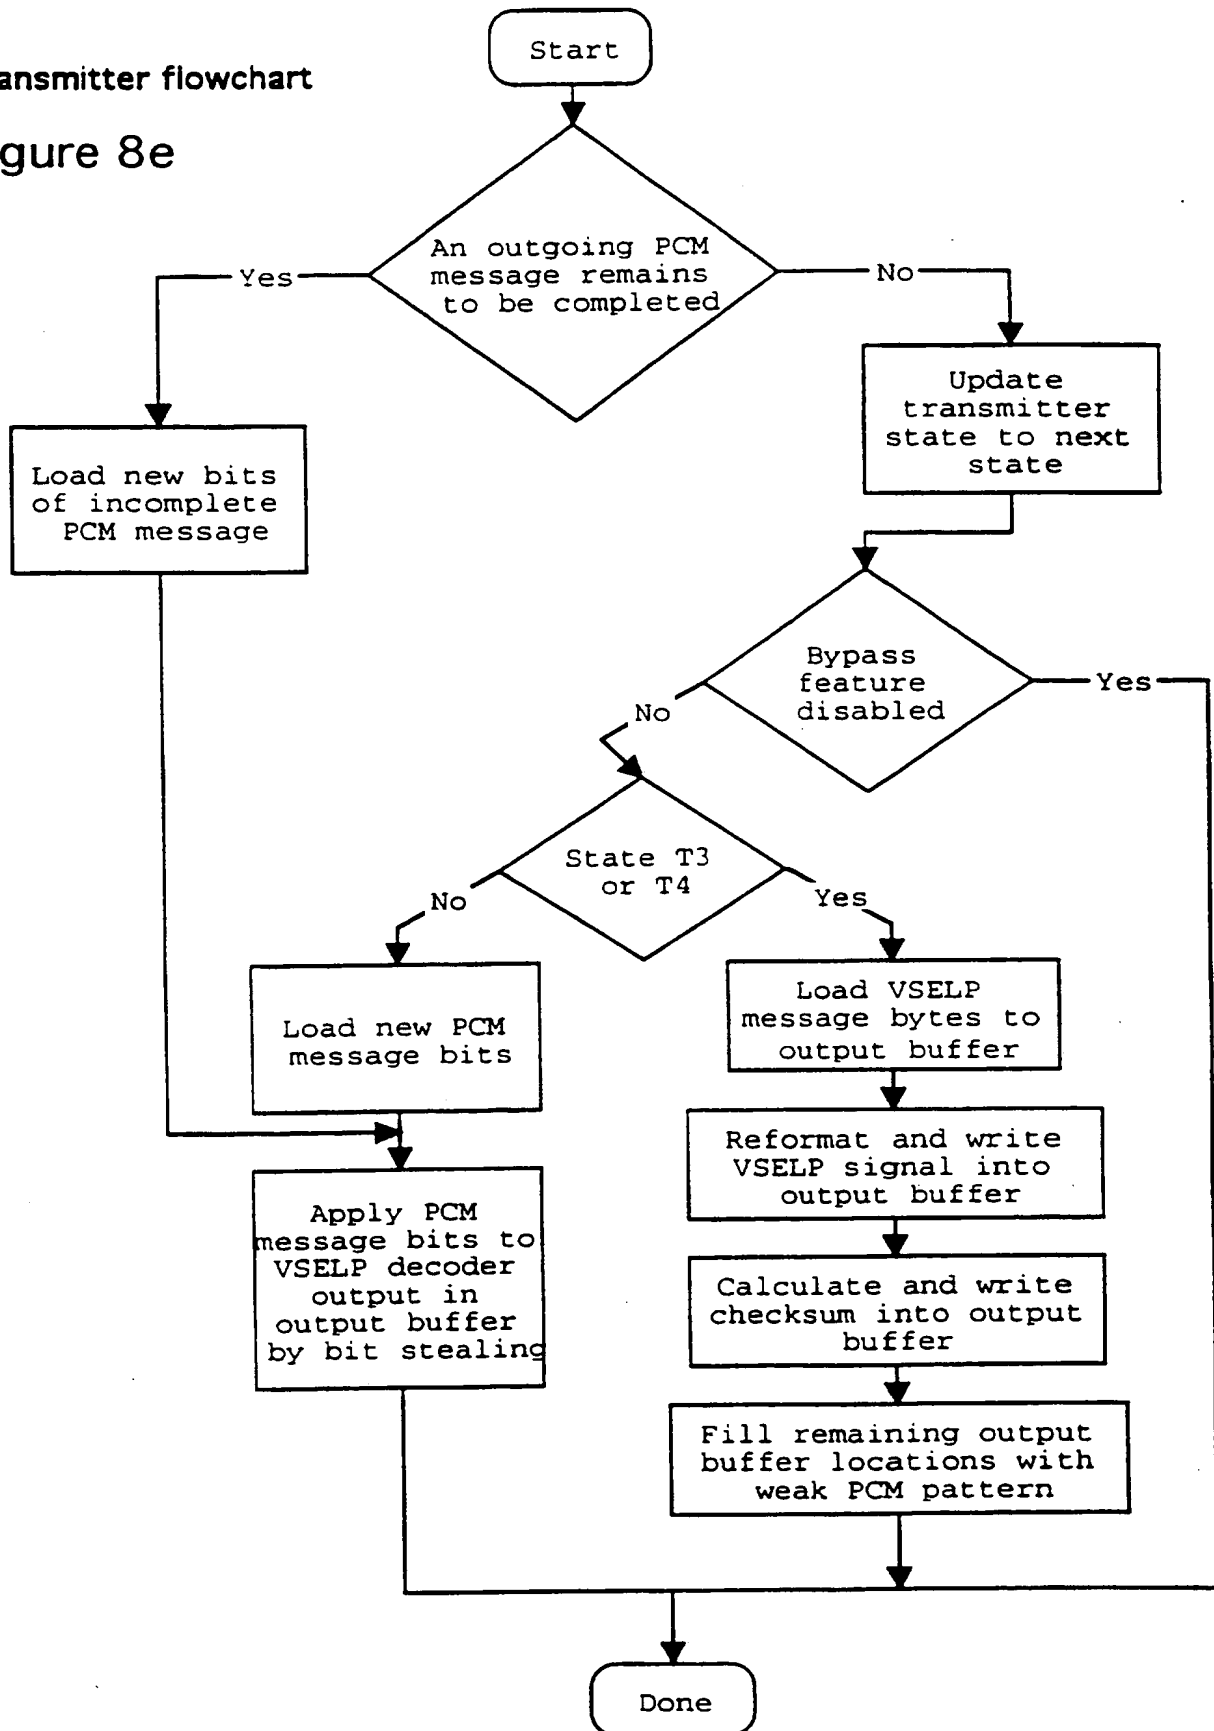 Start
ansmitter flowchart
gure 8e
An outgoing PCM
message remains
to be completed
Yes
No
Update
transmitter
state to next
state
Load new bits
of incomplete
PCM message
Bypass
feature
disabled
Yes
No
State T3
or T4
No
Yes
Load new PCM
message bits
Load VSELP
message bytes to
output buffer
Reformat and write
VSELP signal into
output buffer
Apply PCM
message bits to
VSELP decoder
output in
output buffer
by bit stealing
Calculate and write
checksum into output
buffer
Fill remaining output
buffer locations with
weak PCM pattern
Done